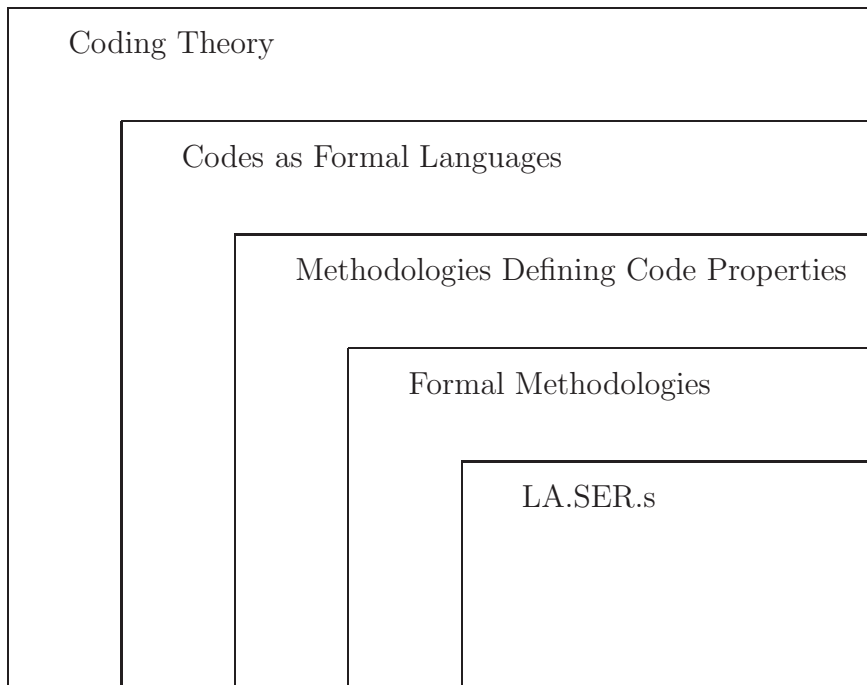 Coding Theory
Codes as Formal Languages
Methodologies Defining Code Properties
Formal Methodologies
LA.SER.s